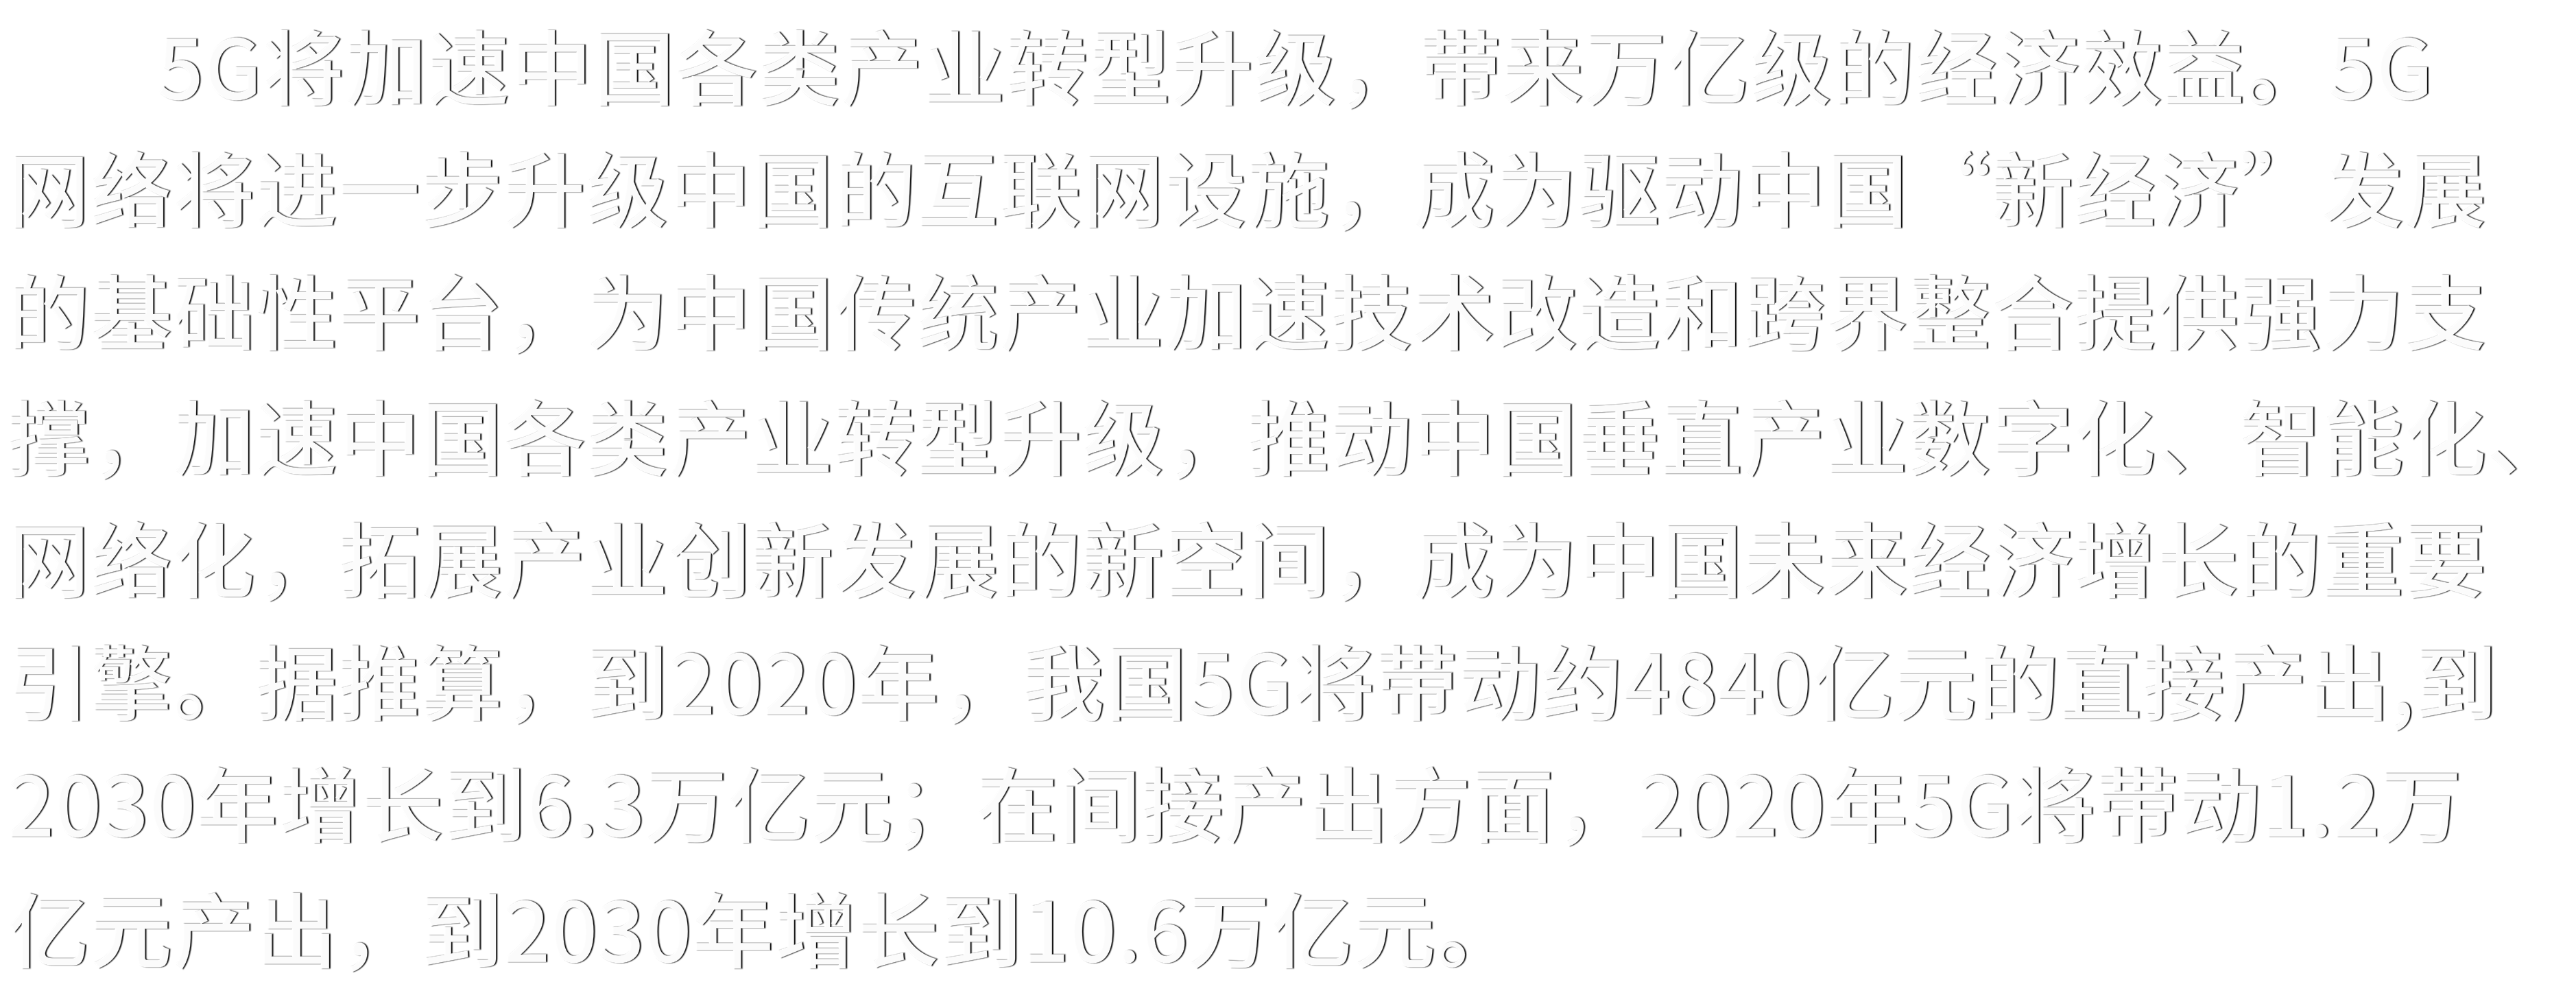 5G将加速中国各类产业转型升级，带来万亿级的经济效益。5G
网络将进一步升级中国的互联网设施，成为驱动中国“新经济”发展
的基础性平台，为中国传统产业加速技术改造和跨界整合提供强力支
撑，加速中国各类产业转型升级，推动中国垂直产业数字化、智能化、
网络化，拓展产业创新发展的新空间，成为中国未来经济增长的重要
引擎。据推算，到2020年，我国5G将带动约4840亿元的直接产出,到
2030年增长到6.3万亿元；在间接产出方面，2020年5G将带动1.2万
亿元产出，到2030年增长到10.6万亿元。